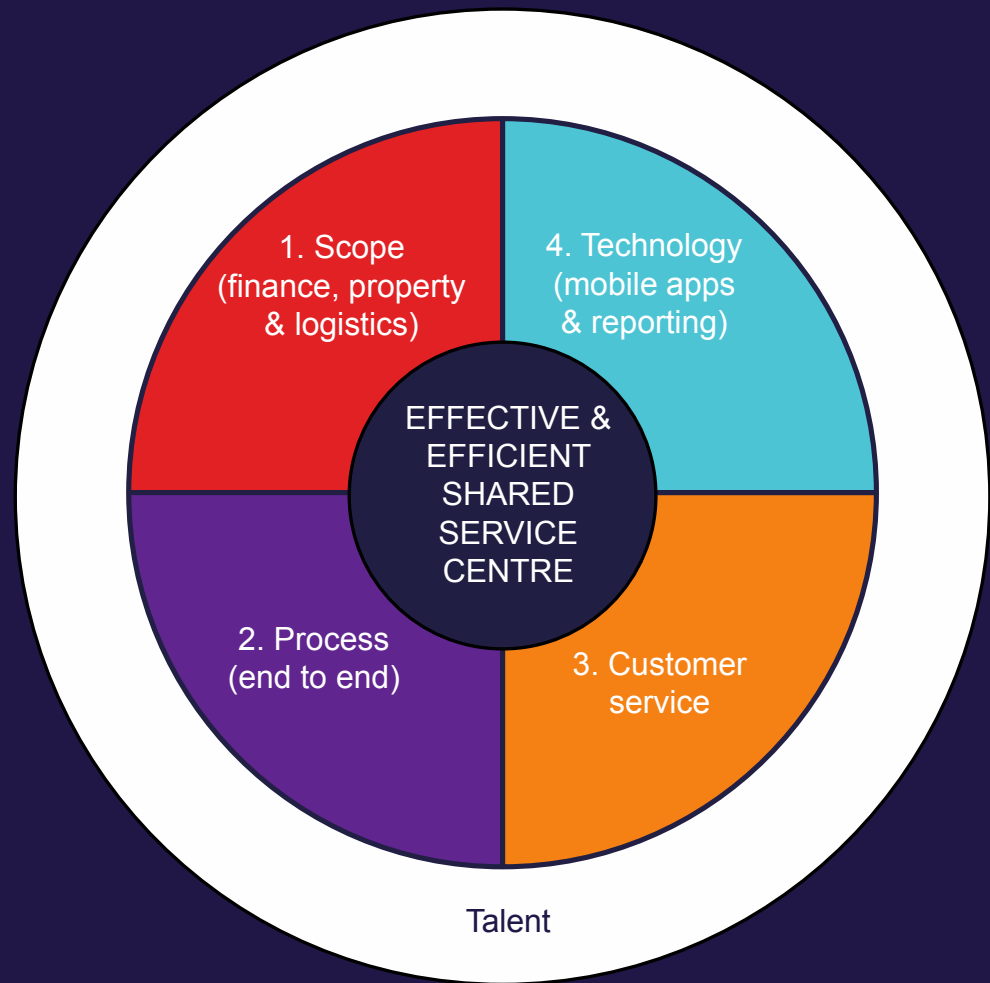 1. Scope
(finance, property
& logistics)
4. Technology
(mobile apps
& reporting)
EFFECTIVE &
EFFICIENT
SHARED
SERVICE
CENTRE
2. Process
(end to end)
3. Customer
service
Talent